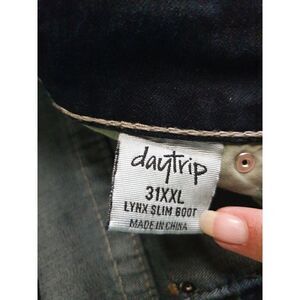 daytrip
31XXL
LYNX SLIM BOOT
MADE IN CHINA